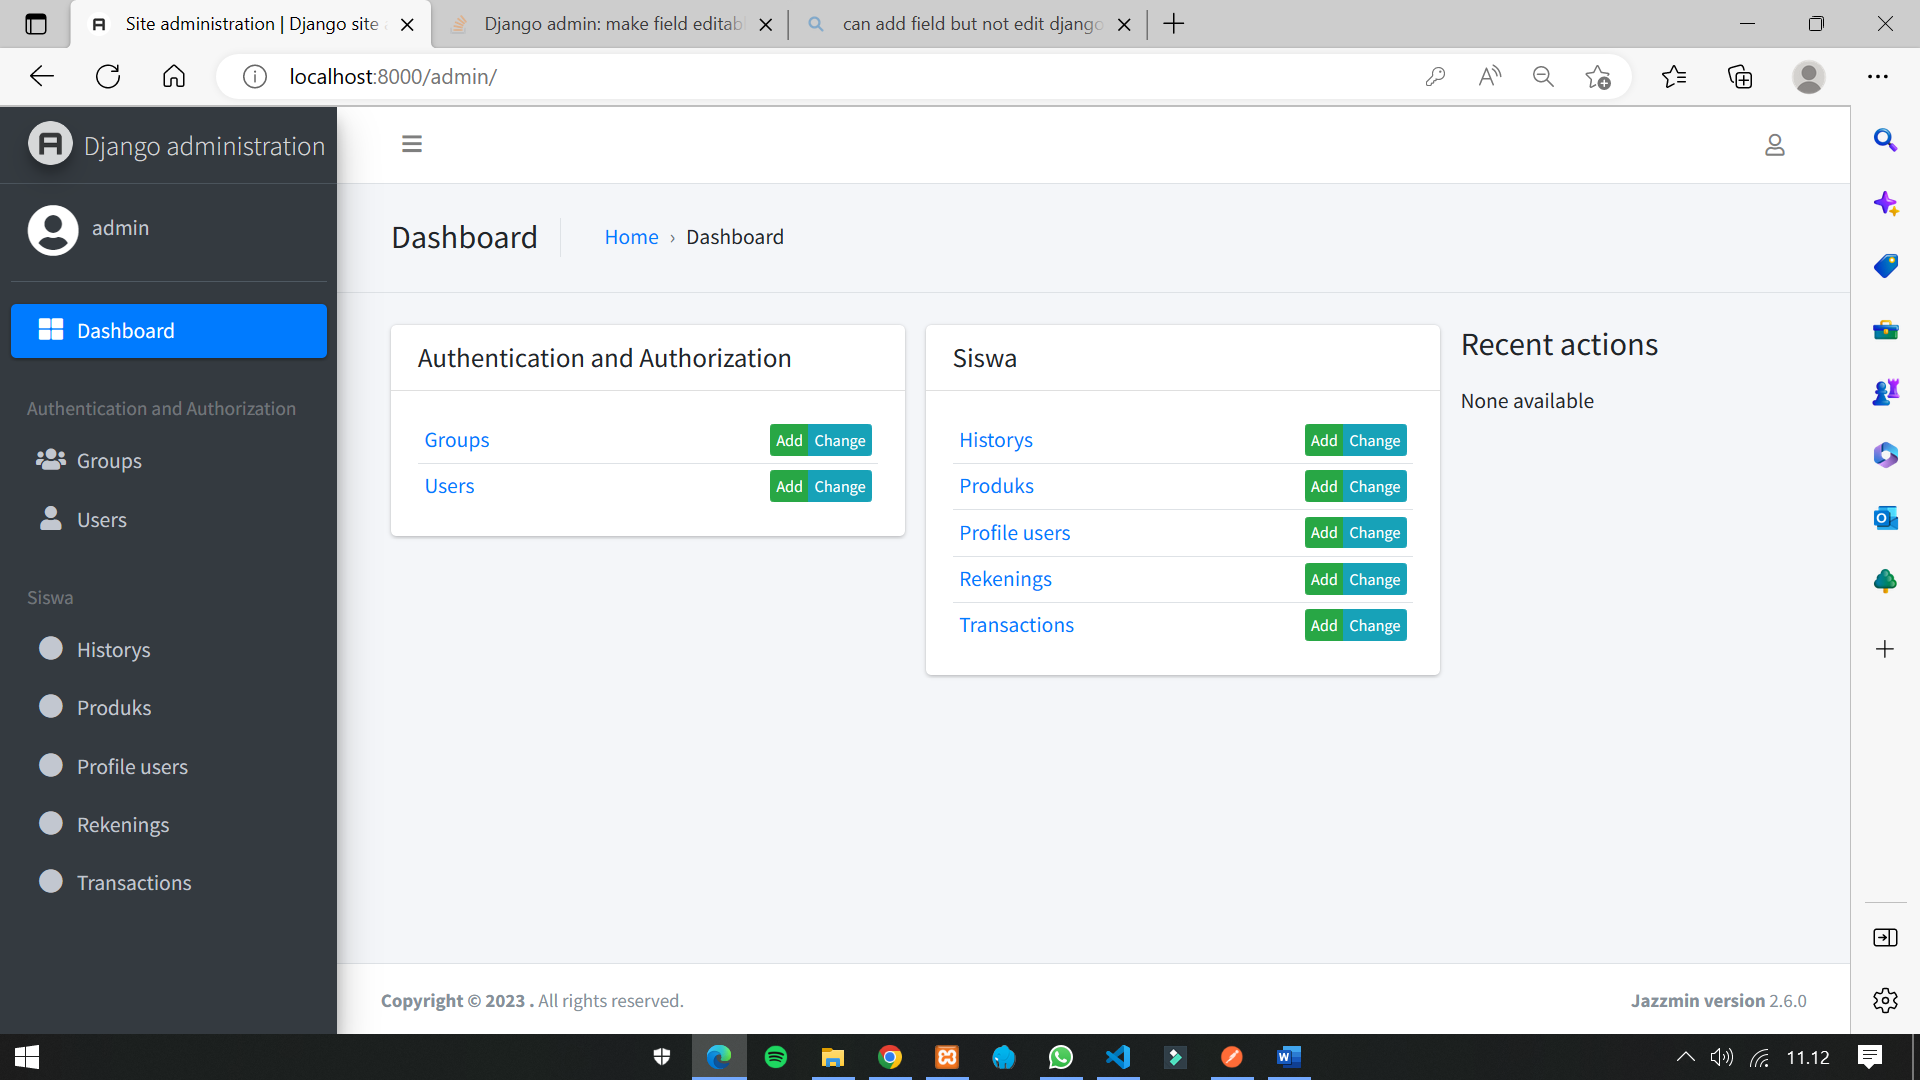 Site administration | Django site
Django admin: make field editab
can add field but not edit django
localhost:8000/admin/
Django administration
admin
Dashboard
Authentication and Authorization
Groups
Users
Siswa
Historys
Produks
Profile users
Rekenings
Transactions
Dashboard
Home › Dashboard
Authentication and Authorization
Groups Add Change
Users Add Change
Siswa
Historys Add Change
Produks Add Change
Profile users Add Change
Rekenings Add Change
Transactions Add Change
Recent actions
None available
Copyright © 2023 . All rights reserved.
Jazzmin version 2.6.0
11.12